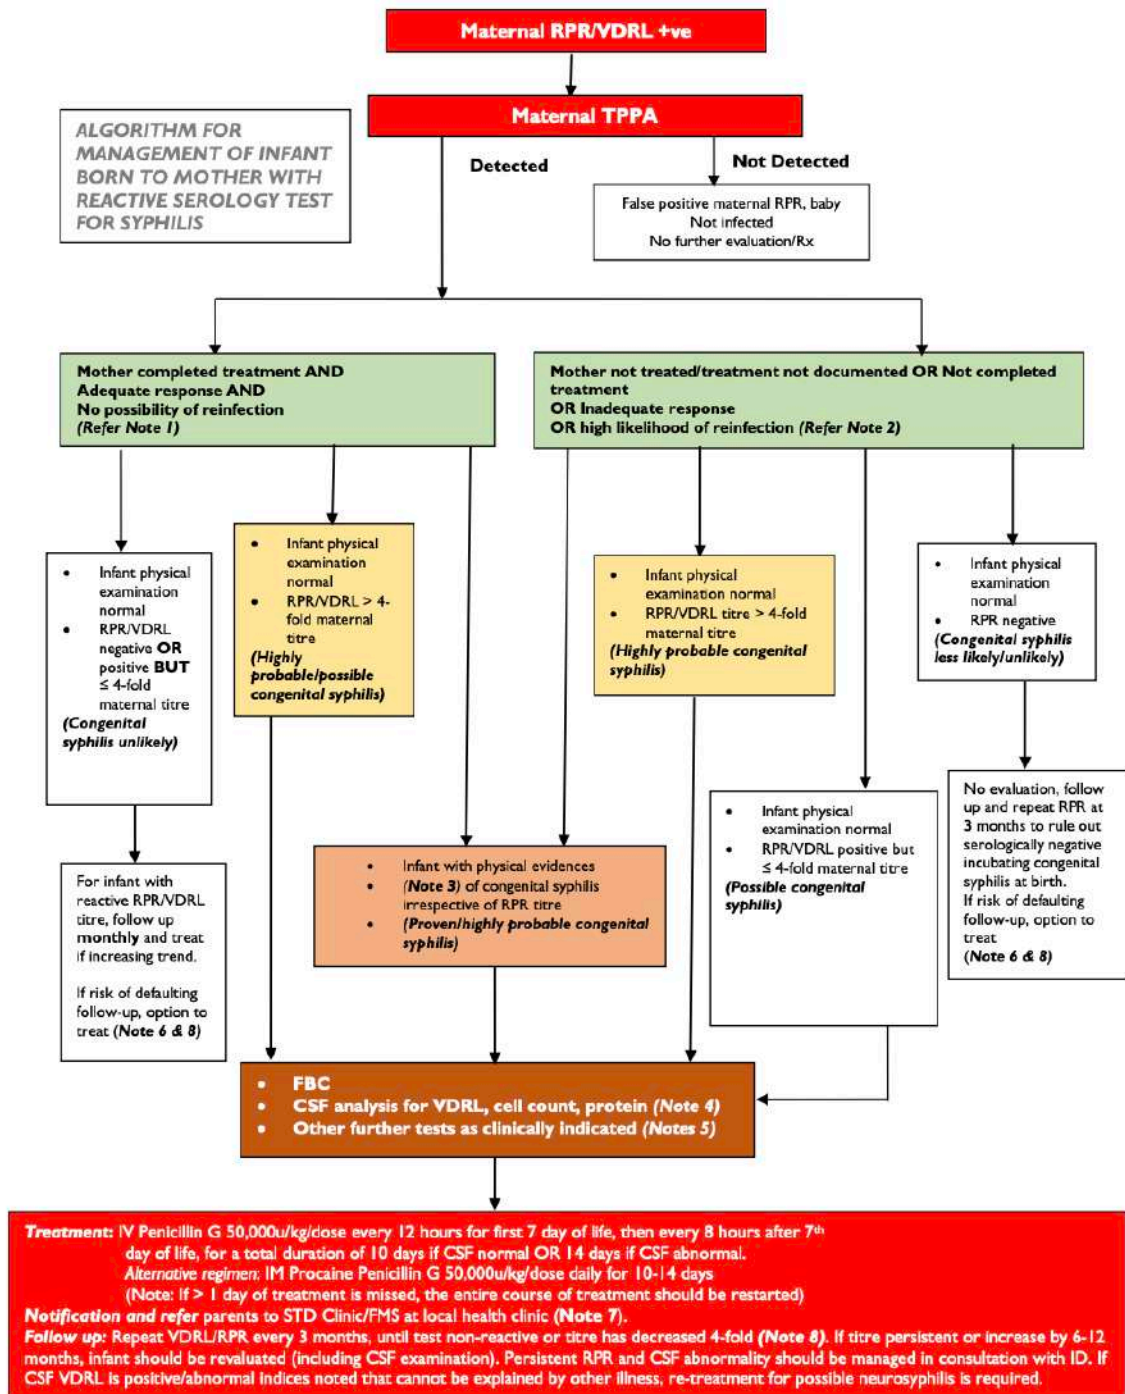 Maternal RPR/VDRL +ve
Maternal TPPA
ALGORITHM FOR
MANAGEMENT OF INFANT
BORN TO MOTHER WITH
REACTIVE SEROLOGY TEST
FOR SYPHILIS
Detected
Not Detected
False positive maternal RPR, baby
Not infected
No further evaluation/Rx
Mother completed treatment AND
Adequate response AND
No possibility of reinfection
(Refer Note 1)
Mother not treated/treatment not documented OR Not completed
treatment
OR Inadequate response
OR high likelihood of reinfection (Refer Note 2)
• Infant physical
examination
normal
• RPR/VDRL
negative OR
positive BUT
≤ 4-fold
maternal titre
(Congenital
syphilis unlikely)
• Infant physical
examination
normal
• RPR/VDRL > 4-
fold maternal
titre
(Highly
probable/possible
congenital syphilis)
• Infant physical
examination normal
• RPR/VDRL titre > 4-fold
maternal titre
(Highly probable congenital
syphilis)
• Infant physical
examination
normal
• RPR negative
(Congenital syphilis
less likely/unlikely)
For infant with
reactive RPR/VDRL
titre, follow up
monthly and treat
if increasing trend.
If risk of defaulting
follow-up, option to
treat (Note 6 & 8)
• Infant with physical evidences
• (Note 3) of congenital syphilis
irrespective of RPR titre
• (Proven/highly probable congenital
syphilis)
• Infant physical
examination normal
• RPR/VDRL positive but
≤ 4-fold maternal titre
(Possible congenital
syphilis)
No evaluation, follow
up and repeat RPR at
3 months to rule out
serologically negative
incubating congenital
syphilis at birth.
If risk of defaulting
follow-up, option to
treat
(Note 6 & 8)
• FBC
• CSF analysis for VDRL, cell count, protein (Note 4)
• Other further tests as clinically indicated (Notes 5)
Treatment: IV Penicillin G 50,000u/kg/dose every 12 hours for first 7 day of life, then every 8 hours after 7th
day of life, for a total duration of 10 days if CSF normal OR 14 days if CSF abnormal.
Alternative regimen: IM Procaine Penicillin G 50,000u/kg/dose daily for 10-14 days
(Note: If > 1 day of treatment is missed, the entire course of treatment should be restarted)
Notification and refer parents to STD Clinic/FMS at local health clinic (Note 7).
Follow up: Repeat VDRL/RPR every 3 months, until test non-reactive or titre has decreased 4-fold (Note 8). If titre persistent or increase by 6-12
months, infant should be revaluated (including CSF examination). Persistent RPR and CSF abnormality should be managed in consultation with ID. If
CSF VDRL is positive/abnormal indices noted that cannot be explained by other illness, re-treatment for possible neurosyphilis is required.